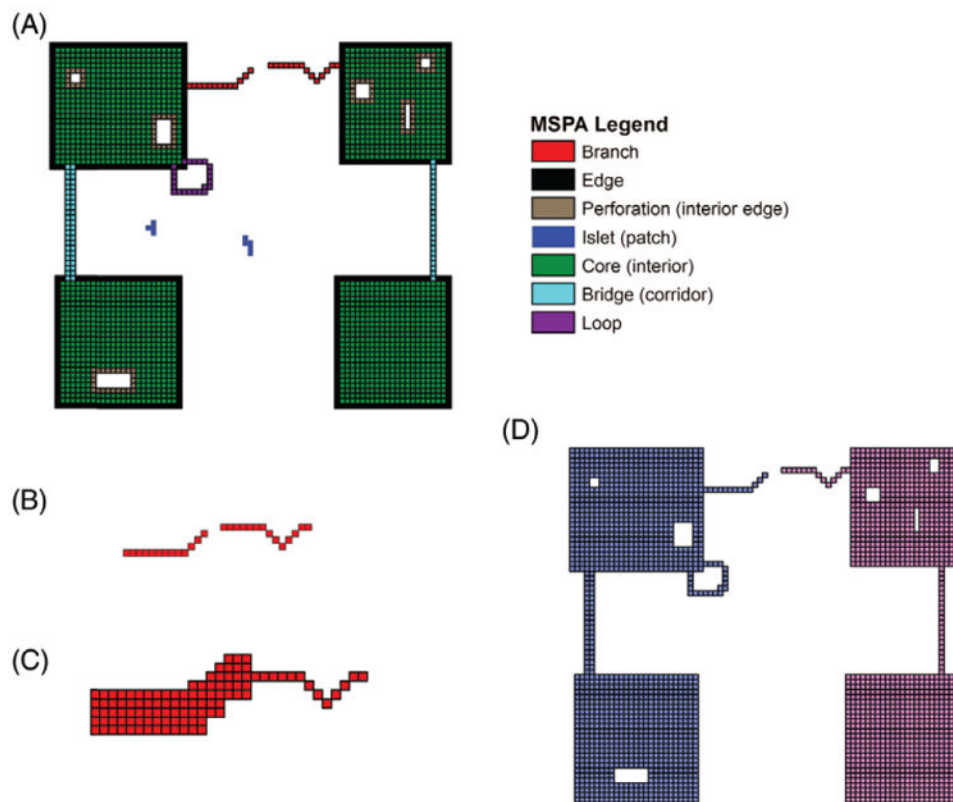 (A)
MSPA Legend
Branch
Edge
Perforation (interior edge)
Islet (patch)
Core (interior)
Bridge (corridor)
Loop
(D)
(B)
(C)